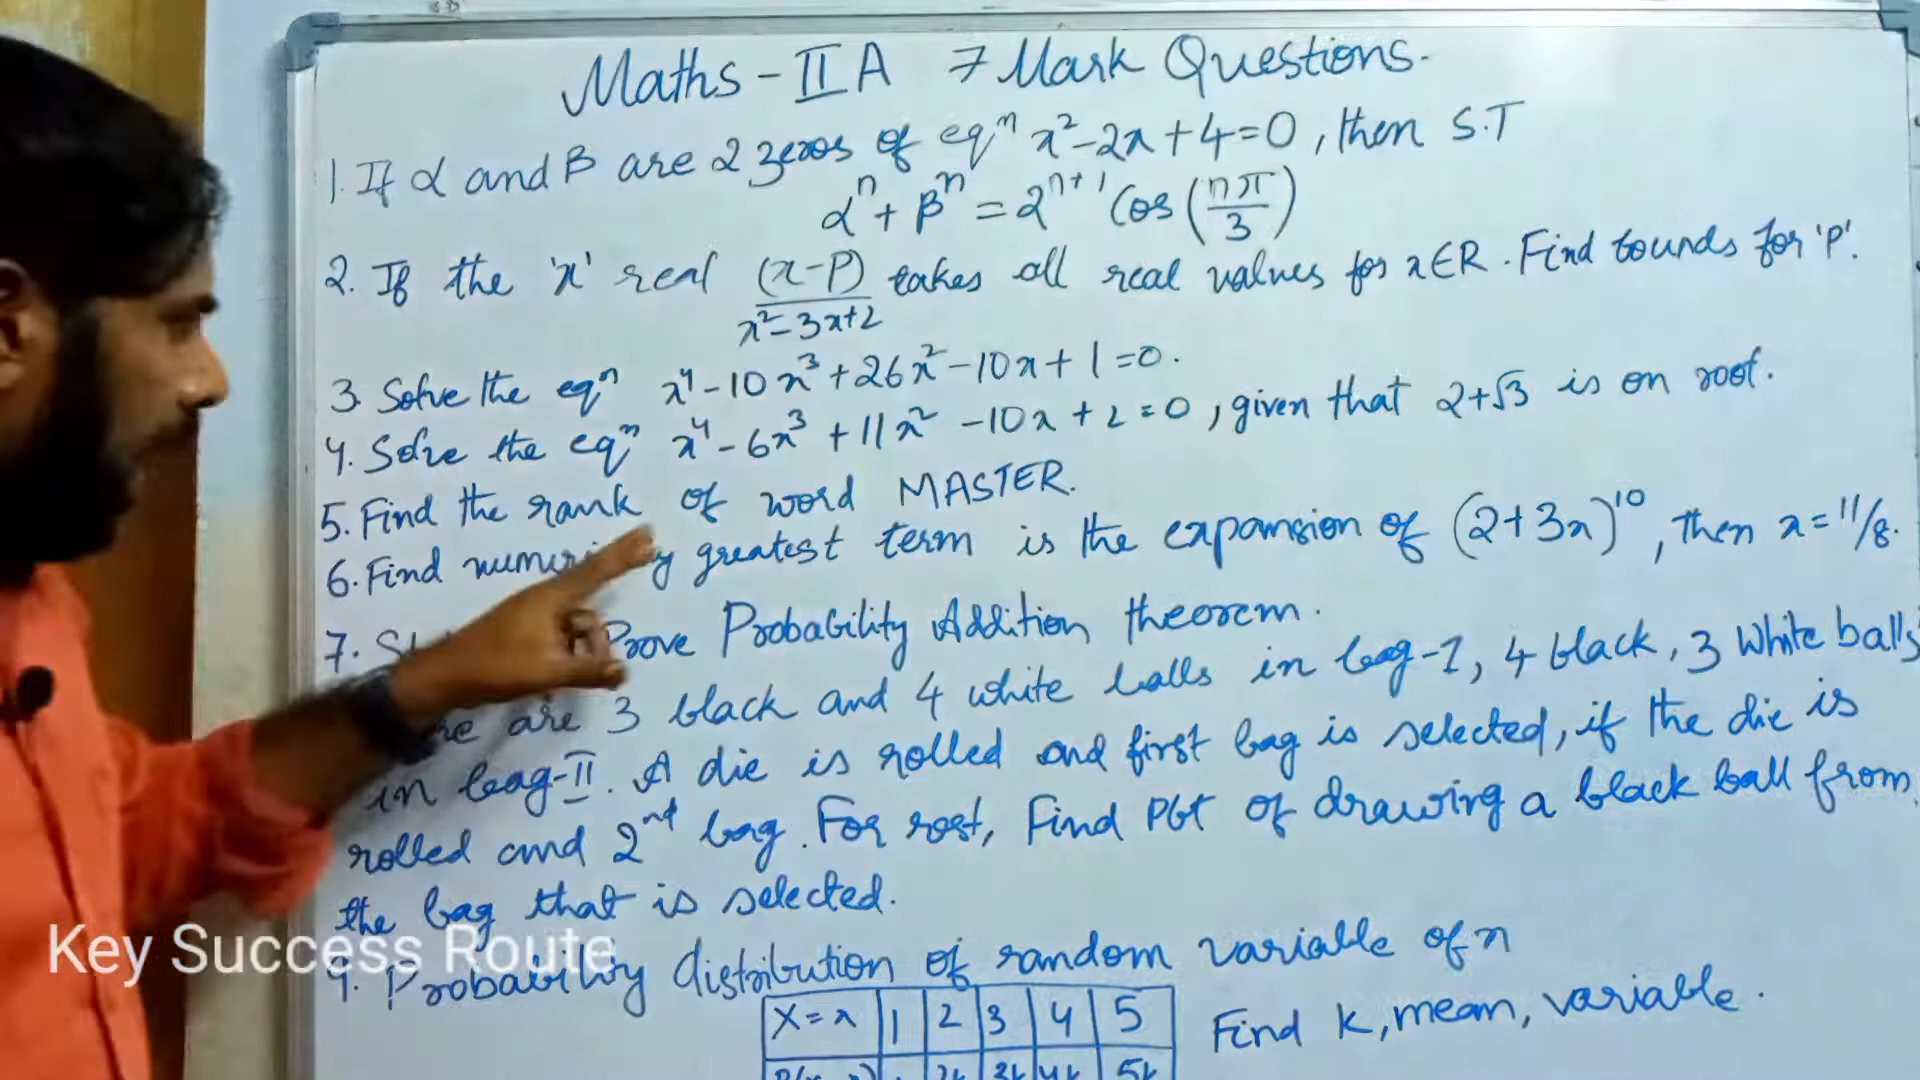 Maths - II A 7 Mark Questions.
1. If α and β are 2 zeros of eqⁿ x²-2x+4=0, then S.T
αⁿ + βⁿ = 2ⁿ⁺¹ Cos (nπ/3)
2. If the 'x' real (x-P)/(x²-3x+2) takes all real values for x∈R. Find bounds for 'P'.
3. Solve the eqⁿ x⁴-10x³+26x²-10x+1=0.
4. Solve the eqⁿ x⁴-6x³+11x²-10x+2=0, given that 2+√3 is on root.
5. Find the rank of word MASTER.
6. Find greatest term is the expansion of (2+3x)¹⁰, then x=11/8.
7. Prove Probability Addition theorem.
are 3 black and 4 white balls in bag-I, 4 black, 3 White balls
in bag-II. A die is rolled and first bag is selected, if the die is
rolled and 2nd bag. For rest, Find Pbt of drawing a black ball from
the bag that is selected.
Key Success Route
9. Probability distribution of random variable of n
X=x 1 2 3 4 5
Find K, mean, variable.
2k 3k 4k 5k